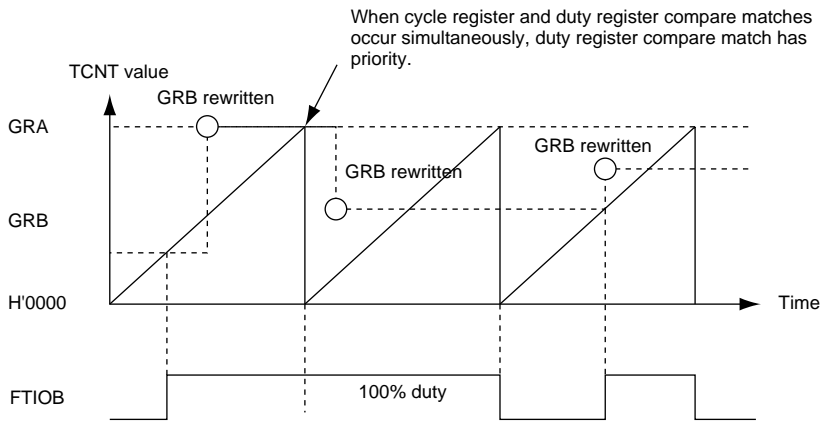 When cycle register and duty register compare matches
occur simultaneously, duty register compare match has
priority.
TCNT value
GRB rewritten
GRA
GRB rewritten
GRB rewritten
GRB
H'0000
Time
100% duty
FTIOB